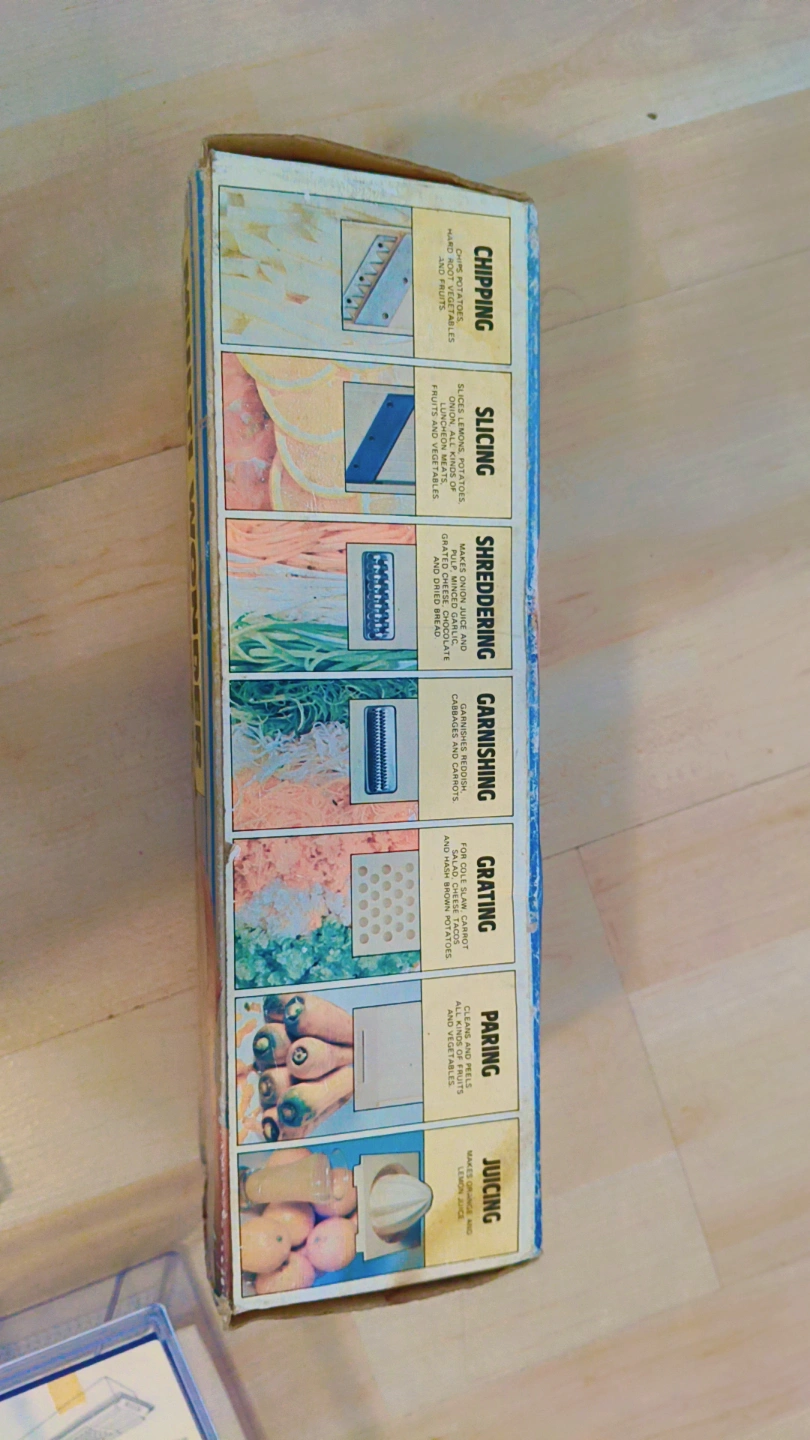 CHIPPING
CHIPS POTATOES,
HARD ROOT VEGETABLES
AND FRUITS
SLICING
SLICES LEMONS, POTATOES,
ONION, ALL KINDS OF
LUNCHEON MEATS,
FRUITS AND VEGETABLES
SHREDDERING
MAKES ONION JUICE AND
PULP, MINCED GARLIC,
GRATED CHEESE, CHOCOLATE
AND DRIED BREAD
GARNISHING
GARNISHES REDDISH,
CABBAGES AND CARROTS
GRATING
FOR COLE SLAW, CARROT
SALAD, CHEESE TACOS
AND HASH BROWN POTATOES
PARING
CLEANS AND PEELS
ALL KINDS OF FRUITS
AND VEGETABLES
JUICING
MAKES ORANGE AND
LEMON JUICE